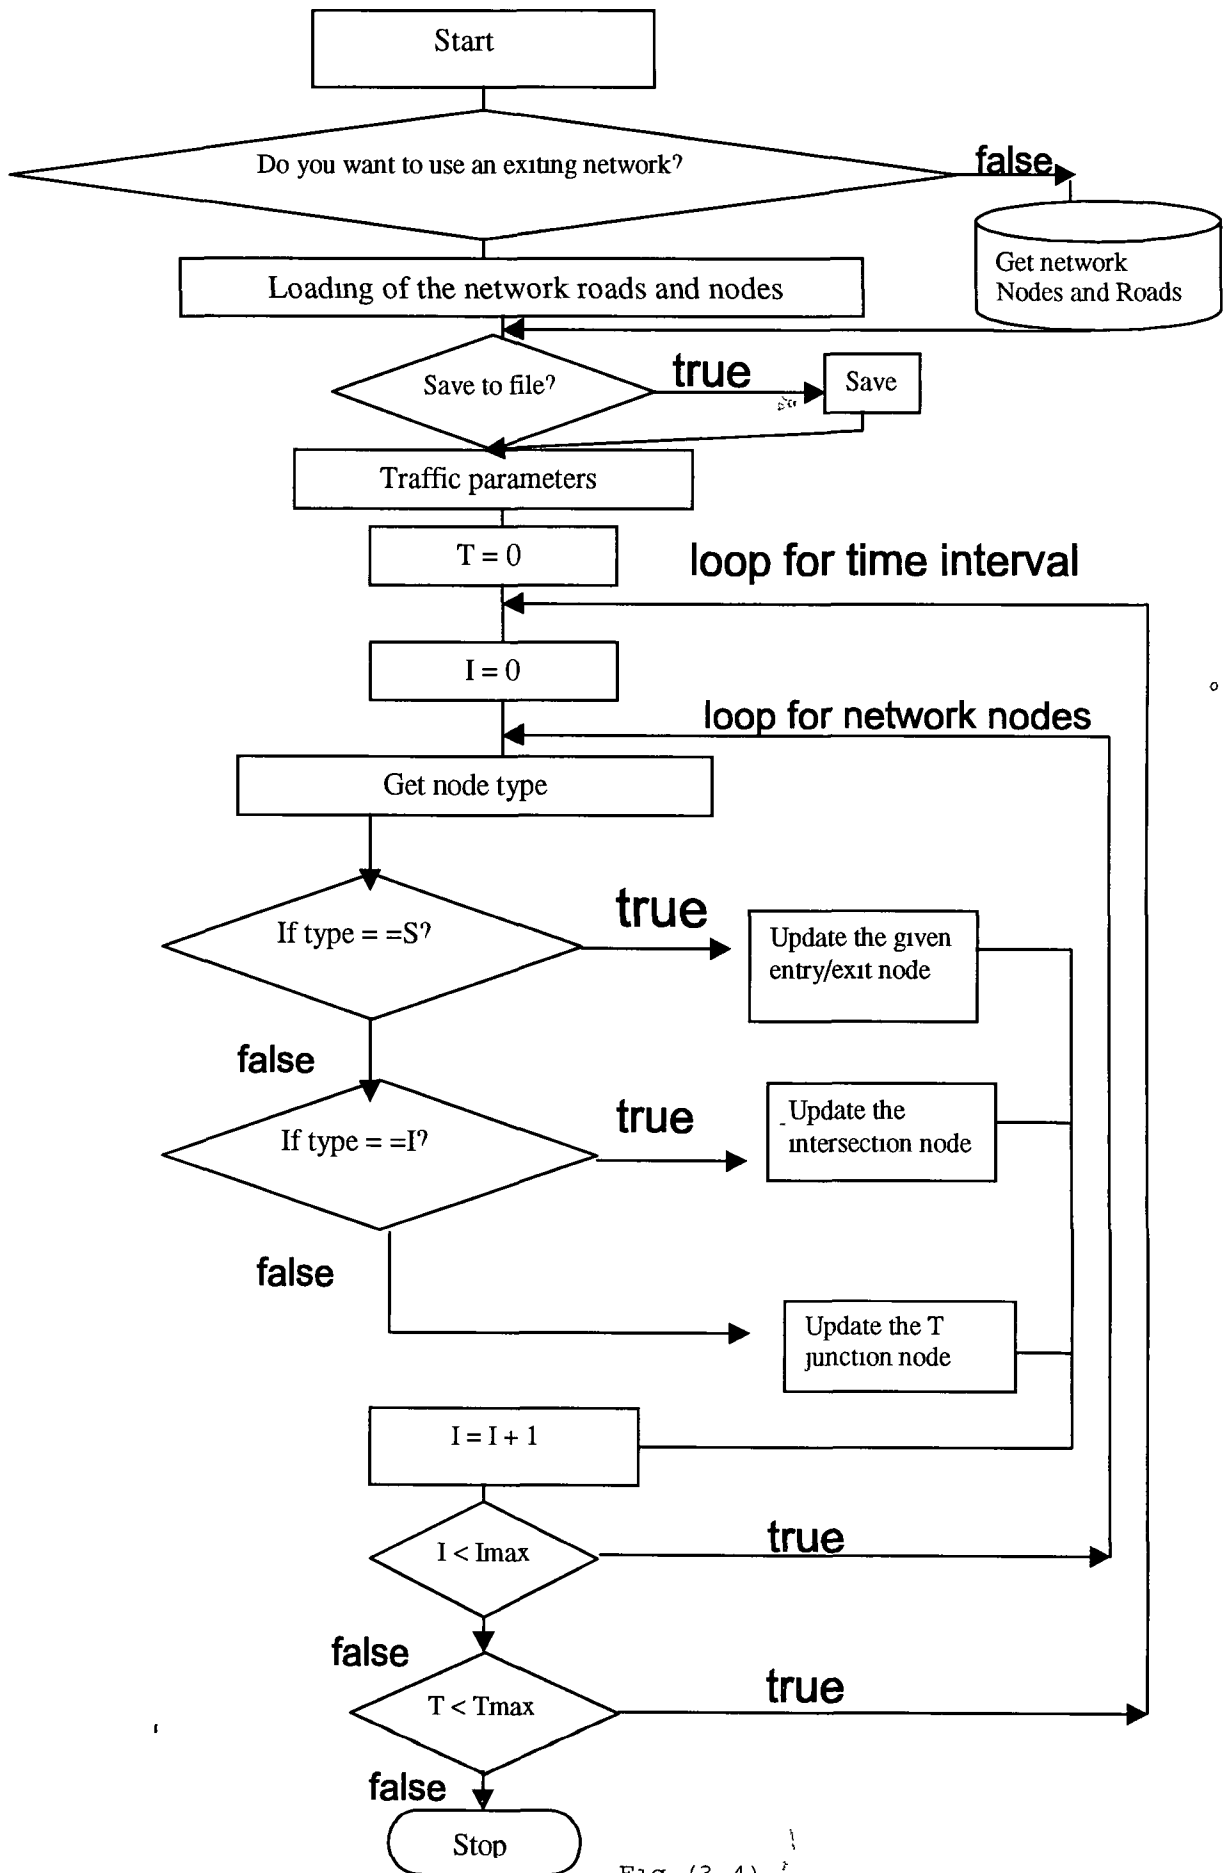 Start
Do you want to use an exiting network?
false
Get network
Nodes and Roads
Loading of the network roads and nodes
Save to file?
true
Save
Traffic parameters
T = 0
loop for time interval
I = 0
loop for network nodes
Get node type
If type = =S?
true
Update the given
entry/exit node
false
If type = =I?
true
Update the
intersection node
false
Update the T
junction node
I = I + 1
I < Imax
true
false
T < Tmax
true
false
Stop
Fig (3.4)